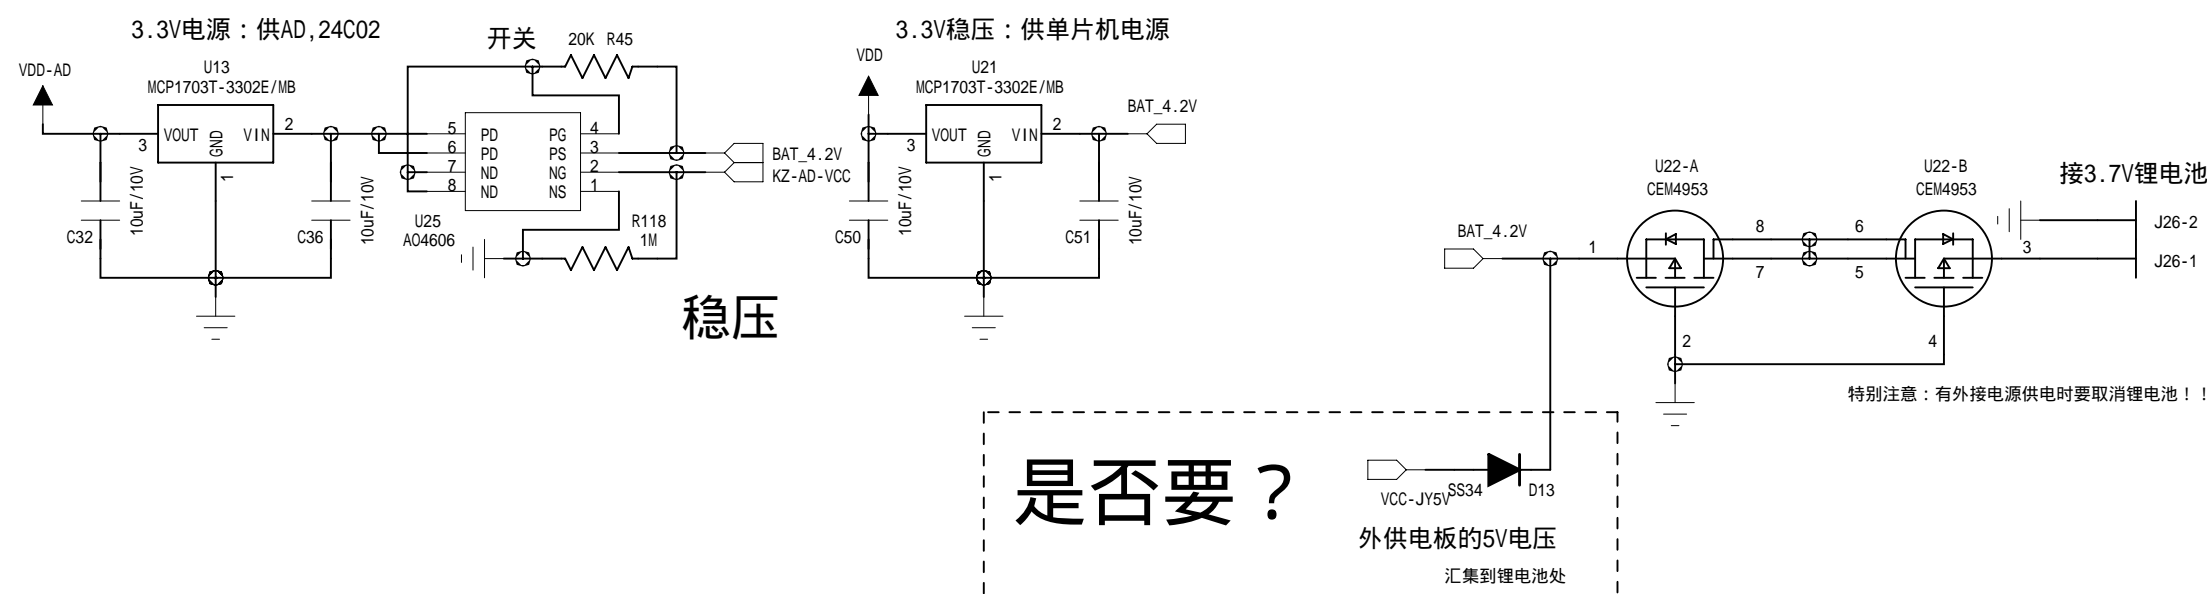 3.3V电源：供AD,24C02
VDD-AD
U13
MCP1703T-3302E/MB
VOUT
GND
VIN
3
2
1
C32
10uF/10V
C36
10uF/10V
开关
20K R45
5 PD PG 4
6 PD PS 3
7 ND NG 2
8 ND NS 1
U25
AO4606
BAT_4.2V
KZ-AD-VCC
R118
1M
稳压
3.3V稳压：供单片机电源
VDD
U21
MCP1703T-3302E/MB
VOUT
GND
VIN
3
2
1
BAT_4.2V
C50
10uF/10V
C51
10uF/10V
U22-A
CEM4953
U22-B
CEM4953
接3.7V锂电池
BAT_4.2V
1
8
6
7
5
3
2
4
J26-2
J26-1
特别注意：有外接电源供电时要取消锂电池！！
是否要？
VCC-JY5V
SS34
D13
外供电板的5V电压
汇集到锂电池处